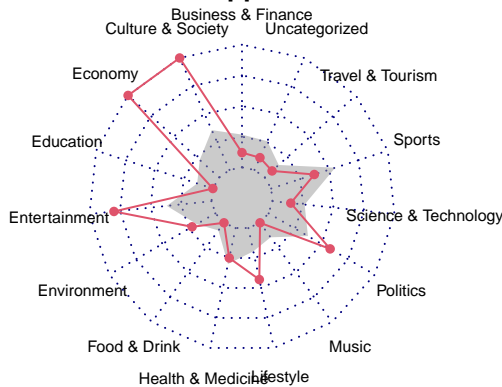 Business & Finance
Culture & Society
Uncategorized
Economy
Travel & Tourism
Education
Sports
Entertainment
Science & Technology
Environment
Politics
Food & Drink
Music
Health & Medicine
Lifestyle